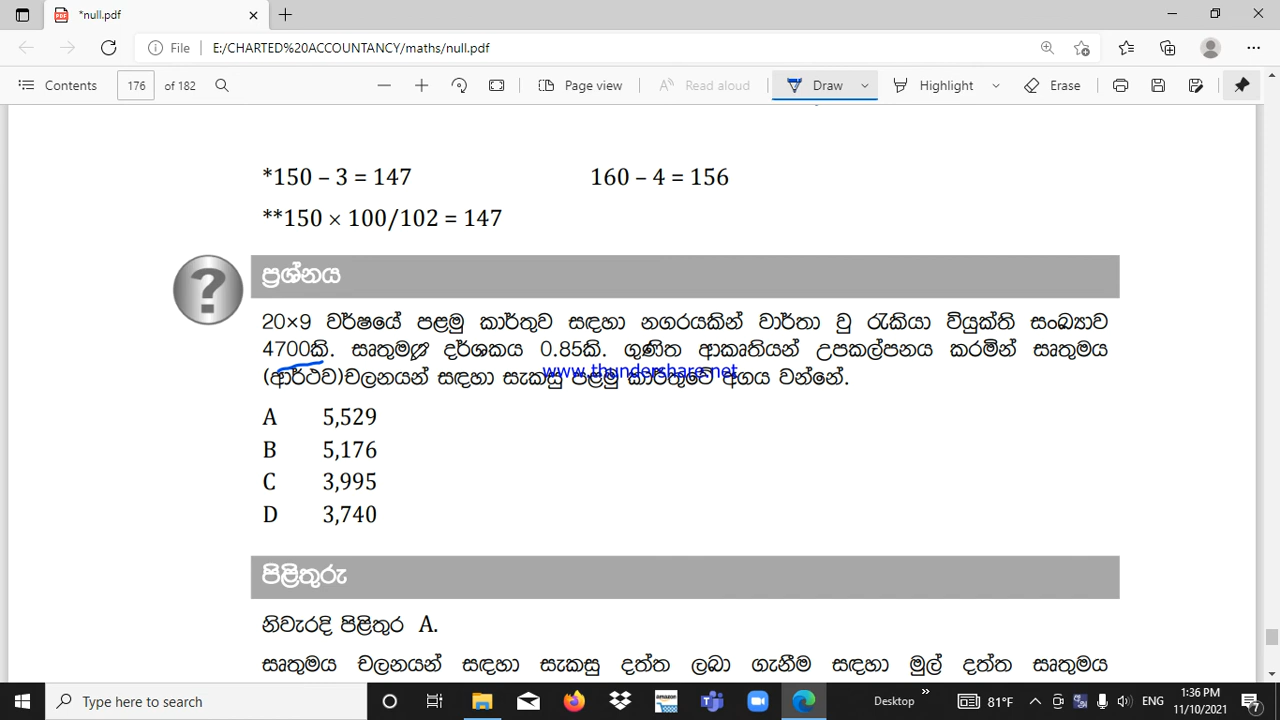 *null.pdf
File
E:/CHARTED%20ACCOUNTANCY/maths/null.pdf
Contents
176
of 182
Page view
Read aloud
Draw
Highlight
Erase
*150 – 3 = 147
160 – 4 = 156
**150 × 100/102 = 147
ප්‍රශ්නය
20×9 වර්ෂයේ පළමු කාර්තුව සඳහා නගරයකින් වාර්තා වු රැකියා වියුක්ති සංඛ්‍යාව
4700කි. සෘතුමය දර්ශකය 0.85කි. ගුණිත ආකෘතියන් උපකල්පනය කරමින් සෘතුමය
(ආර්ථව)චලනයන් සඳහා සැකසු පළමු කාර්තුවේ අගය වන්නේ.
www.thundershare.net
A 5,529
B 5,176
C 3,995
D 3,740
පිළිතුරු
නිවැරදි පිළිතුර A.
සෘතුමය චලනයන් සඳහා සැකසු දත්ත ලබා ගැනීම සඳහා මුල් දත්ත සෘතුමය
Type here to search
amazon
Desktop
81°F
ENG
1:36 PM
11/10/2021
7